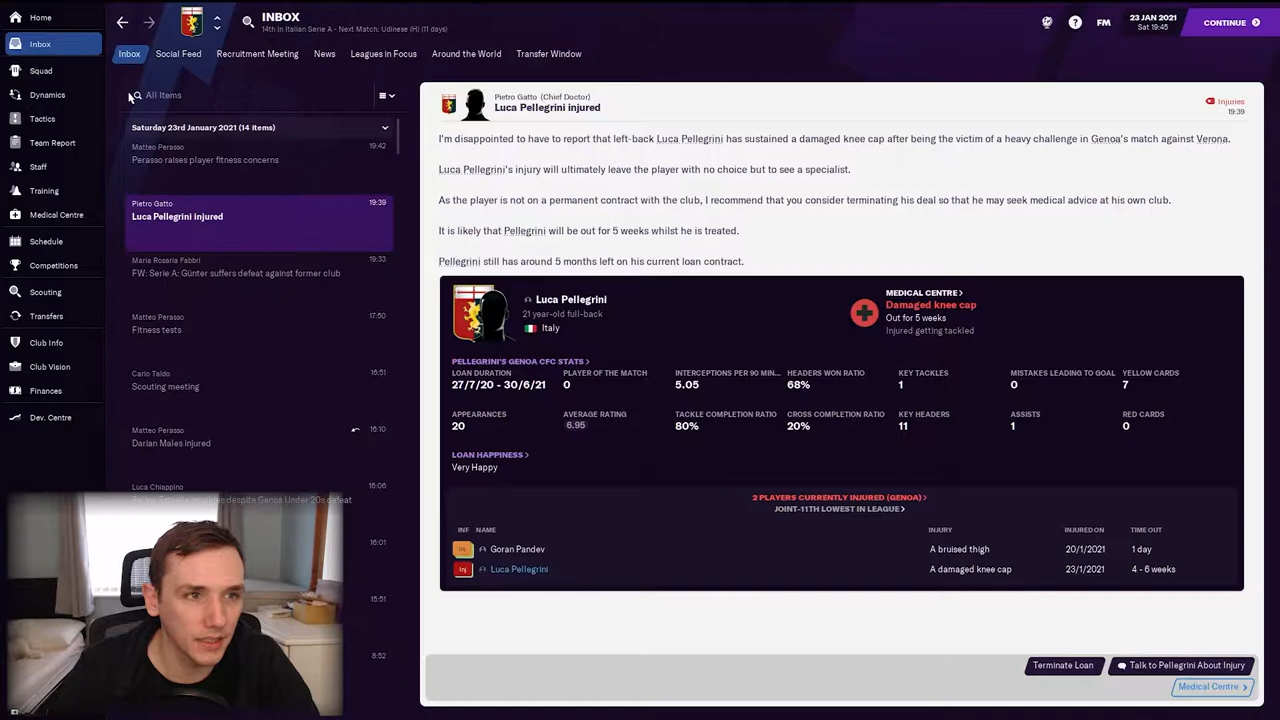 Home
INBOX
14th in Italian Serie A - Next Match: Udinese (H) (11 days)
FM
23 JAN 2021
Sat 19:45
CONTINUE
Inbox
Squad
Dynamics
Tactics
Team Report
Staff
Training
Medical Centre
Schedule
Competitions
Scouting
Transfers
Club Info
Club Vision
Finances
Dev. Centre
Inbox Social Feed Recruitment Meeting News Leagues in Focus Around the World Transfer Window
All Items
Saturday 23rd January 2021 (14 Items)
Matteo Perasso 19:42
Perasso raises player fitness concerns
Pietro Gatto 19:39
Luca Pellegrini injured
Maria Rosaria Fabbri 19:33
FW: Serie A: Günter suffers defeat against former club
Matteo Perasso 17:50
Fitness tests
Carlo Taldo 16:51
Scouting meeting
Matteo Perasso 16:10
Darian Males injured
Luca Chiappino 16:06
despite Genoa Under 20s defeat
16:01
15:51
8:52
Pietro Gatto (Chief Doctor)
Luca Pellegrini injured
Injuries
19:39
I'm disappointed to have to report that left-back Luca Pellegrini has sustained a damaged knee cap after being the victim of a heavy challenge in Genoa's match against Verona.
Luca Pellegrini's injury will ultimately leave the player with no choice but to see a specialist.
As the player is not on a permanent contract with the club, I recommend that you consider terminating his deal so that he may seek medical advice at his own club.
It is likely that Pellegrini will be out for 5 weeks whilst he is treated.
Pellegrini still has around 5 months left on his current loan contract.
Luca Pellegrini
21 year-old full-back
Italy
MEDICAL CENTRE >
Damaged knee cap
Out for 5 weeks
Injured getting tackled
PELLEGRINI'S GENOA CFC STATS >
LOAN DURATION PLAYER OF THE MATCH INTERCEPTIONS PER 90 MIN... HEADERS WON RATIO KEY TACKLES MISTAKES LEADING TO GOAL YELLOW CARDS
27/7/20 - 30/6/21 0 5.05 68% 1 0 7
APPEARANCES AVERAGE RATING TACKLE COMPLETION RATIO CROSS COMPLETION RATIO KEY HEADERS ASSISTS RED CARDS
20 6.95 80% 20% 11 1 0
LOAN HAPPINESS >
Very Happy
2 PLAYERS CURRENTLY INJURED (GENOA) >
JOINT-11TH LOWEST IN LEAGUE >
INF NAME INJURY INJURED ON TIME OUT
Inj Goran Pandev A bruised thigh 20/1/2021 1 day
Inj Luca Pellegrini A damaged knee cap 23/1/2021 4 - 6 weeks
Terminate Loan
Talk to Pellegrini About Injury
Medical Centre >